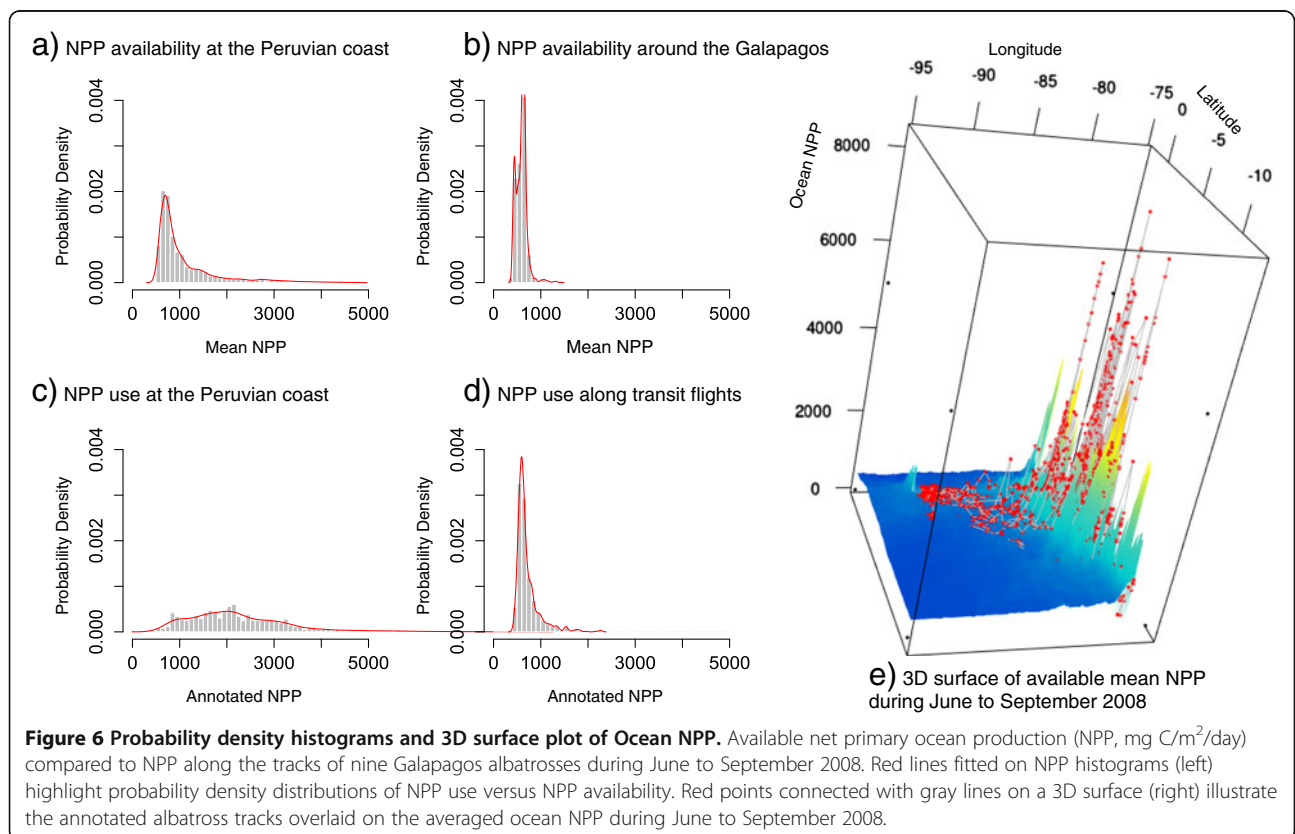 a) NPP availability at the Peruvian coast
Probability Density
0.000 0.002 0.004
0 1000 3000 5000
Mean NPP
b) NPP availability around the Galapagos
Probability Density
0.000 0.002 0.004
0 1000 3000 5000
Mean NPP
c) NPP use at the Peruvian coast
Probability Density
0.000 0.002 0.004
0 1000 3000 5000
Annotated NPP
d) NPP use along transit flights
Probability Density
0.000 0.002 0.004
0 1000 3000 5000
Annotated NPP
Longitude
-95 -90 -85 -80 -75
Latitude
0 -5 -10
Ocean NPP
8000
6000
4000
2000
0
e) 3D surface of available mean NPP
during June to September 2008
Figure 6 Probability density histograms and 3D surface plot of Ocean NPP. Available net primary ocean production (NPP, mg C/m²/day)
compared to NPP along the tracks of nine Galapagos albatrosses during June to September 2008. Red lines fitted on NPP histograms (left)
highlight probability density distributions of NPP use versus NPP availability. Red points connected with gray lines on a 3D surface (right) illustrate
the annotated albatross tracks overlaid on the averaged ocean NPP during June to September 2008.